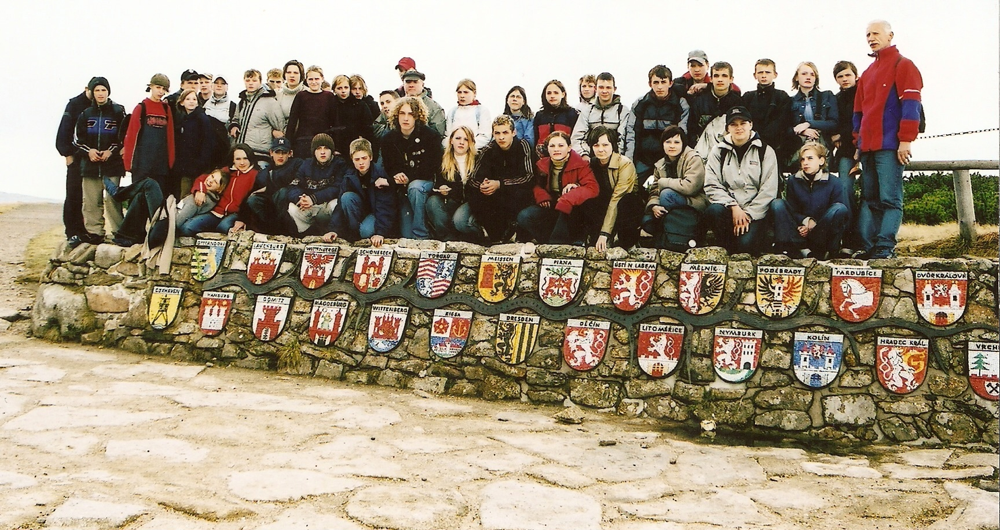 OTTERNDORF
LAUENBURG
WITTENBERGE
SCHÖNEBECK
TORGAU
MEISSEN
PIRNA
ÚSTÍ N LABEM
MĚLNÍK
PODĚBRADY
PARDUBICE
DVŮR KRÁLOVÉ
CUXHAVEN
HAMBURG
DÖMITZ
MAGDEBURG
WITTENBERG
RIESA
DRESDEN
DĚČÍN
LITOMĚŘICE
NYMBURK
KOLÍN
HRADEC KRÁL.
VRCHL